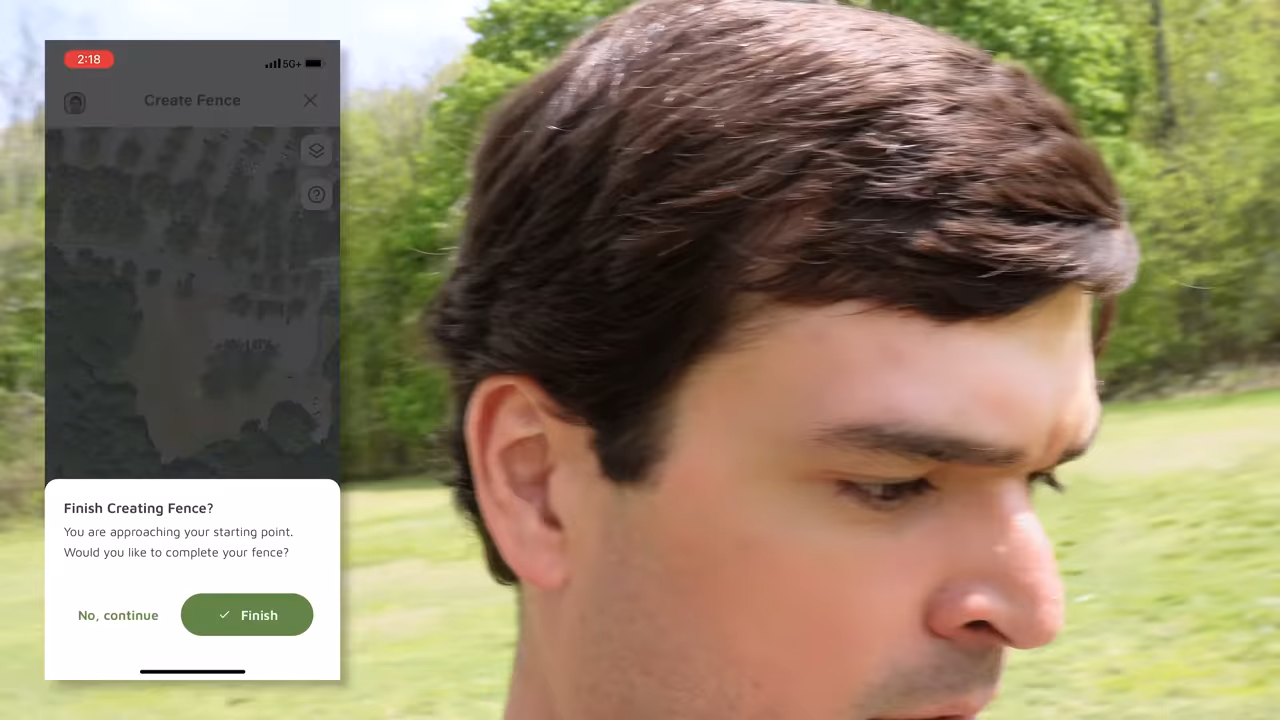 2:18
5G+
Create Fence
Finish Creating Fence?
You are approaching your starting point.
Would you like to complete your fence?
No, continue
Finish